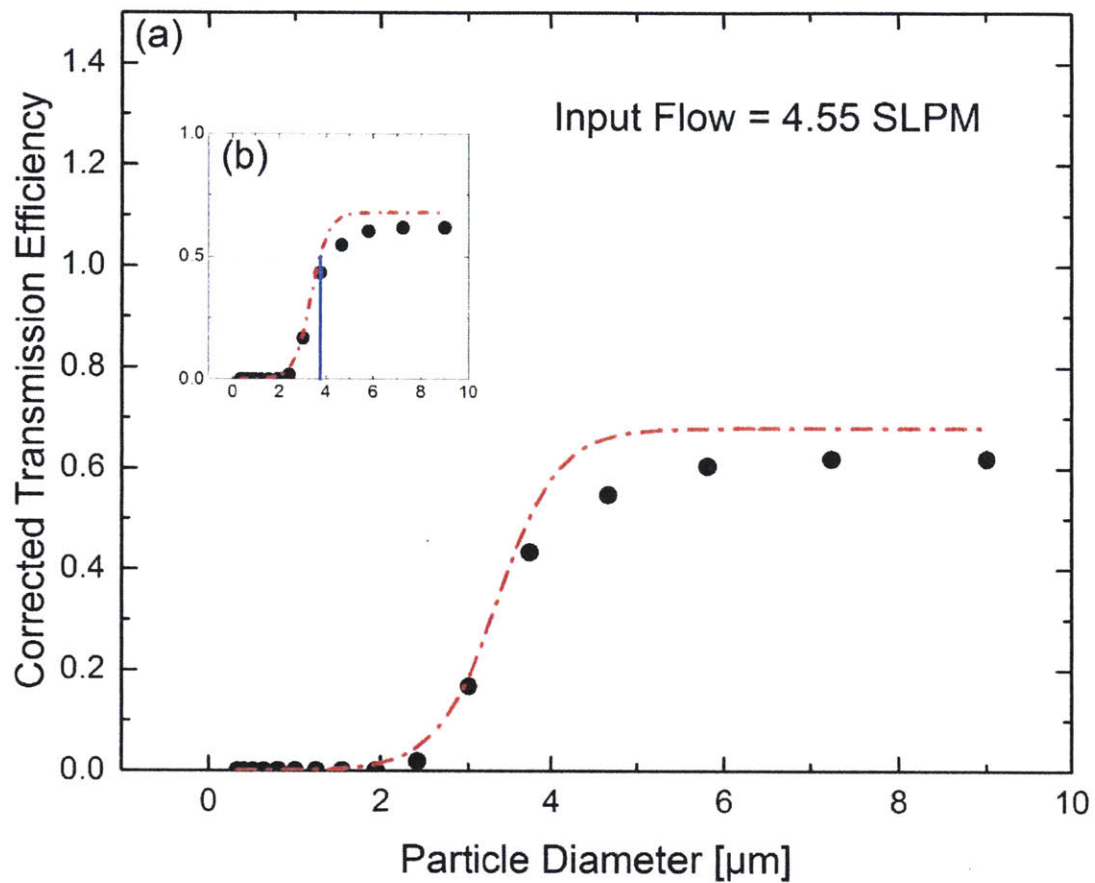 (a)
Input Flow = 4.55 SLPM
(b)
1.0
0.5
0.0
0 2 4 6 8 10
1.4
1.2
1.0
0.8
0.6
0.4
0.2
0.0
0 2 4 6 8 10
Corrected Transmission Efficiency
Particle Diameter [µm]